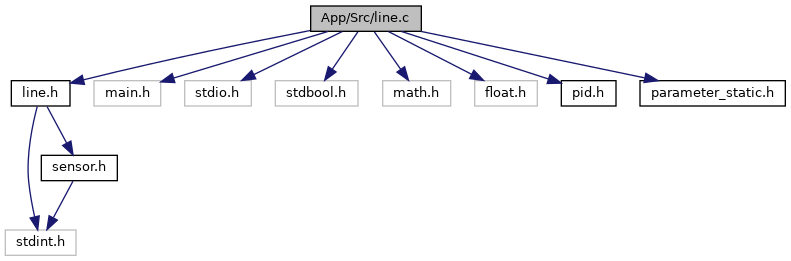 App/Src/line.c
line.h
main.h
stdio.h
stdbool.h
math.h
float.h
pid.h
parameter_static.h
sensor.h
stdint.h